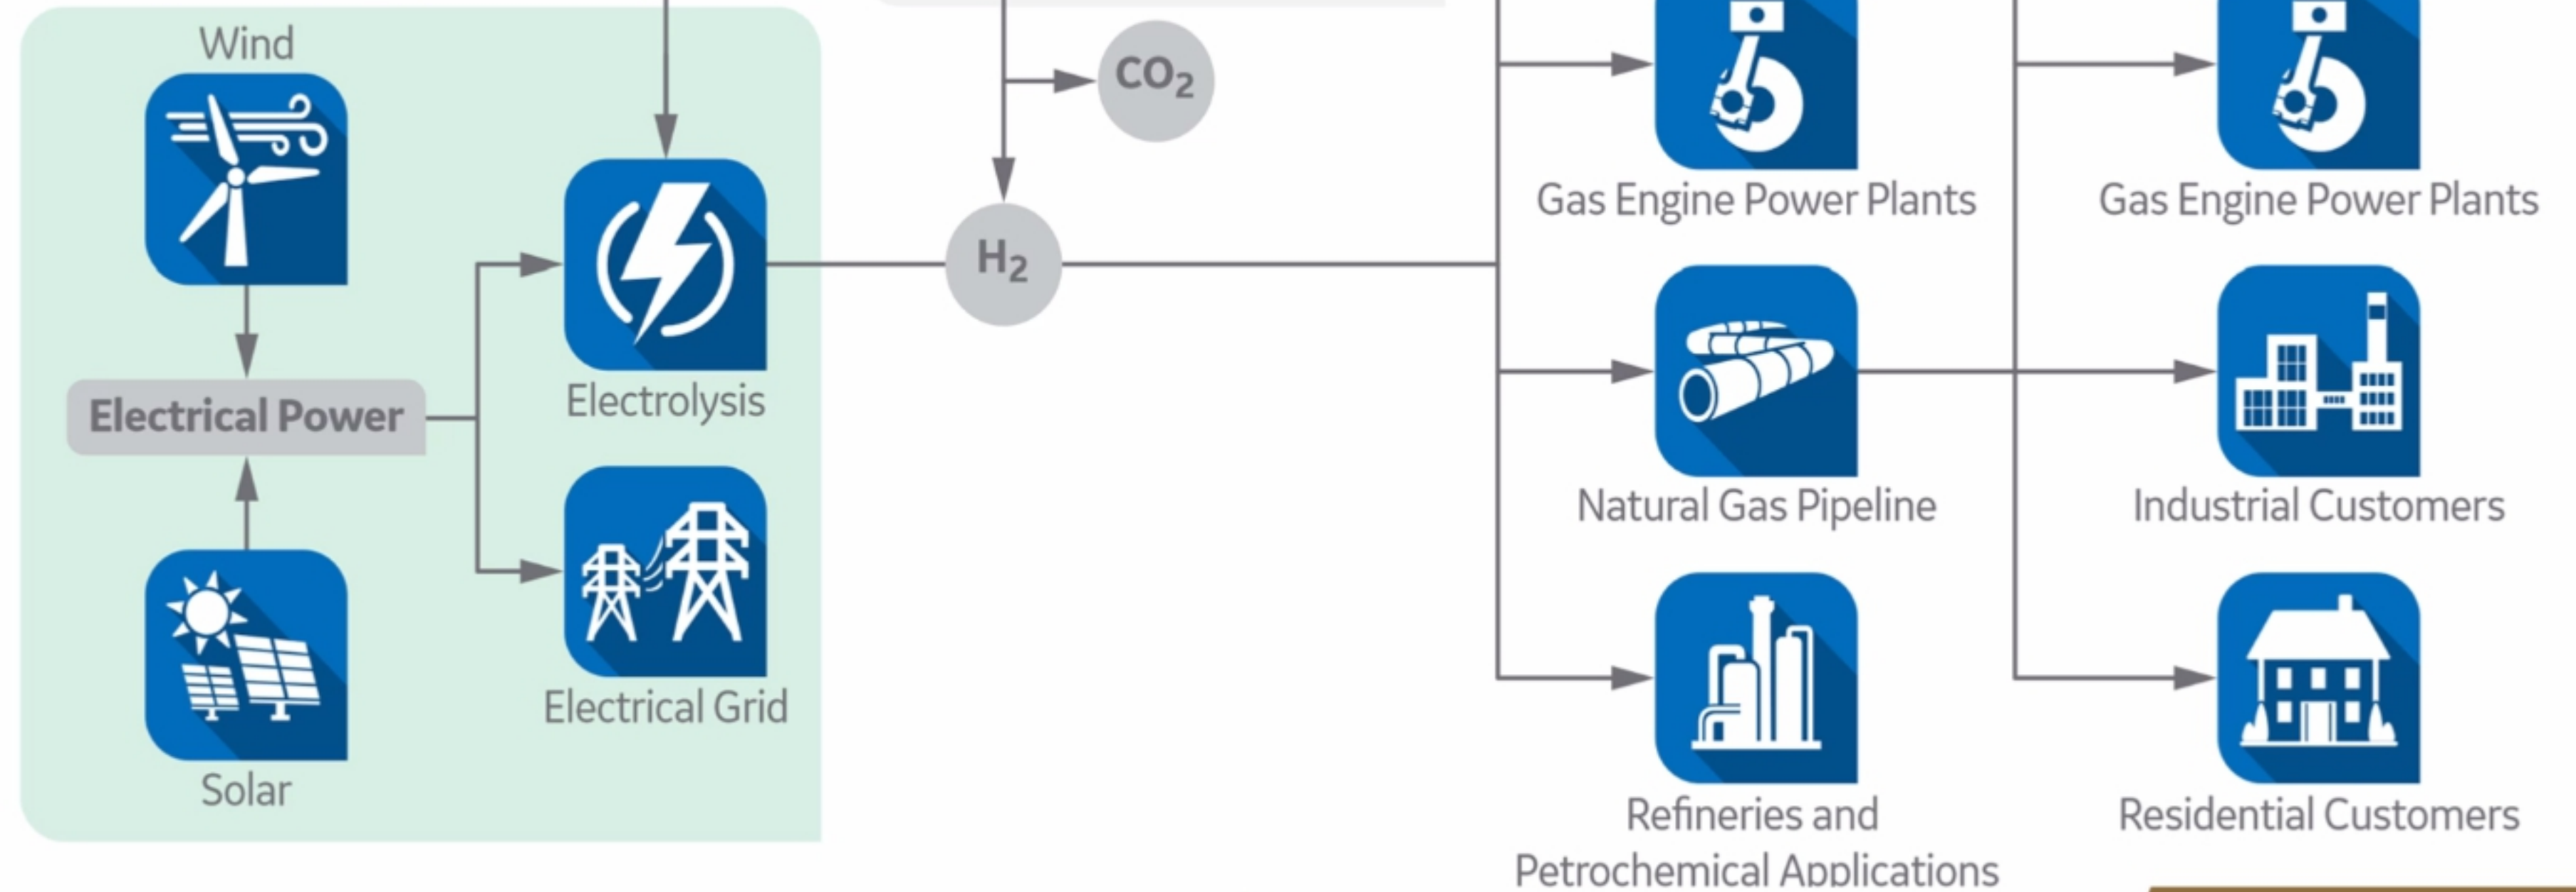 Wind
CO₂
Gas Engine Power Plants
Gas Engine Power Plants
H₂
Electrolysis
Electrical Power
Natural Gas Pipeline
Industrial Customers
Electrical Grid
Solar
Refineries and
Petrochemical Applications
Residential Customers